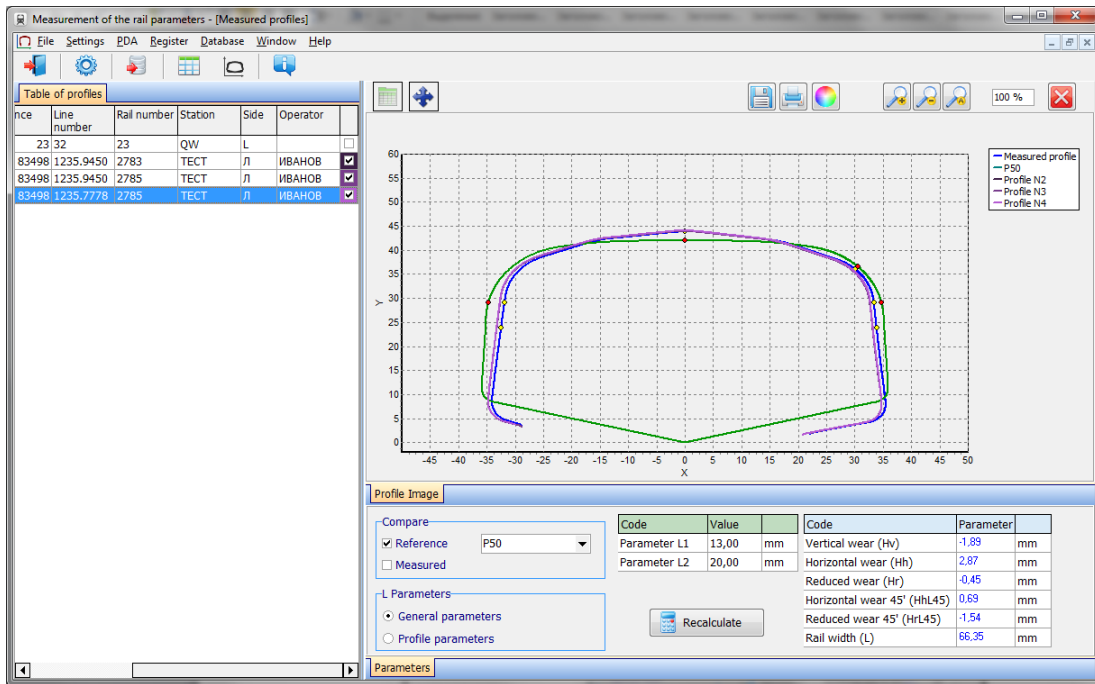 Measurement of the rail parameters - [Measured profiles]
File Settings PDA Register Database Window Help
Table of profiles
nce Line number Rail number Station Side Operator
23 32 23 QW L
83498 1235.9450 2783 ТЕСТ Л ИВАНОВ
83498 1235.9450 2785 ТЕСТ Л ИВАНОВ
83498 1235.7778 2785 ТЕСТ Л ИВАНОВ
100 %
60
55
50
45
40
35
30
25
20
15
10
5
0
Y
-45 -40 -35 -30 -25 -20 -15 -10 -5 0 5 10 15 20 25 30 35 40 45 50
X
Measured profile
P50
Profile N2
Profile N3
Profile N4
Profile Image
Compare
Reference P50
Measured
L Parameters
General parameters
Profile parameters
Code Value
Parameter L1 13,00 mm
Parameter L2 20,00 mm
Recalculate
Code Parameter
Vertical wear (Hv) -1,89 mm
Horizontal wear (Hh) 2,87 mm
Reduced wear (Hr) -0,45 mm
Horizontal wear 45' (HhL45) 0,69 mm
Reduced wear 45' (HrL45) -1,54 mm
Rail width (L) 66,35 mm
Parameters